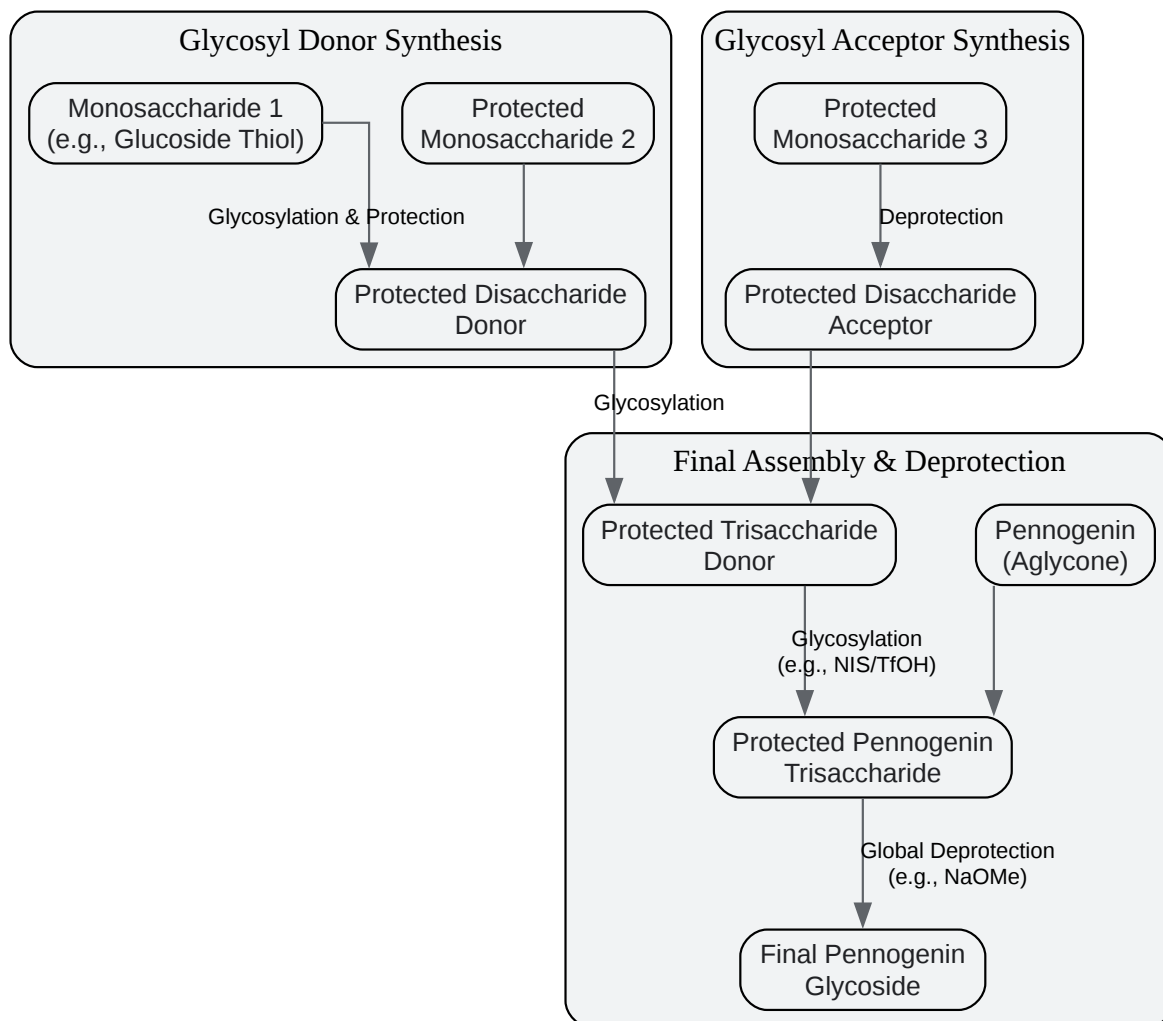 Glycosyl Donor Synthesis
Monosaccharide 1
(e.g., Glucoside Thiol)
Protected
Monosaccharide 2
Glycosylation & Protection
Protected Disaccharide
Donor
Glycosyl Acceptor Synthesis
Protected
Monosaccharide 3
Deprotection
Protected Disaccharide
Acceptor
Glycosylation
Final Assembly & Deprotection
Protected Trisaccharide
Donor
Pennogenin
(Aglycone)
Glycosylation
(e.g., NIS/TfOH)
Protected Pennogenin
Trisaccharide
Global Deprotection
(e.g., NaOMe)
Final Pennogenin
Glycoside